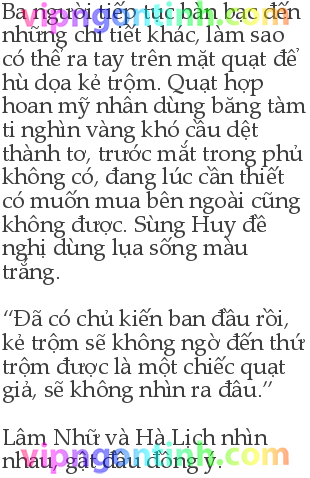 Ba người tiếp tục bàn bạc đến
những chi tiết khác, làm sao
có thể ra tay trên mặt quạt để
hù dọa kẻ trộm. Quạt hợp
hoan mỹ nhân dùng băng tàm
ti nghìn vàng khó cầu dệt
thành tơ, trước mắt trong phủ
không có, đang lúc cần thiết
có muốn mua bên ngoài cũng
không được. Sùng Huy đề
nghị dùng lụa sống màu
trắng.
“Đã có chủ kiến ban đầu rồi,
kẻ trộm sẽ không ngờ đến thứ
trộm được là một chiếc quạt
giả, sẽ không nhìn ra đâu.”
Lâm Nhữ và Hà Lịch nhìn
nhau, gật đầu đồng ý.
vipngontinh.com
vipngontinh.com